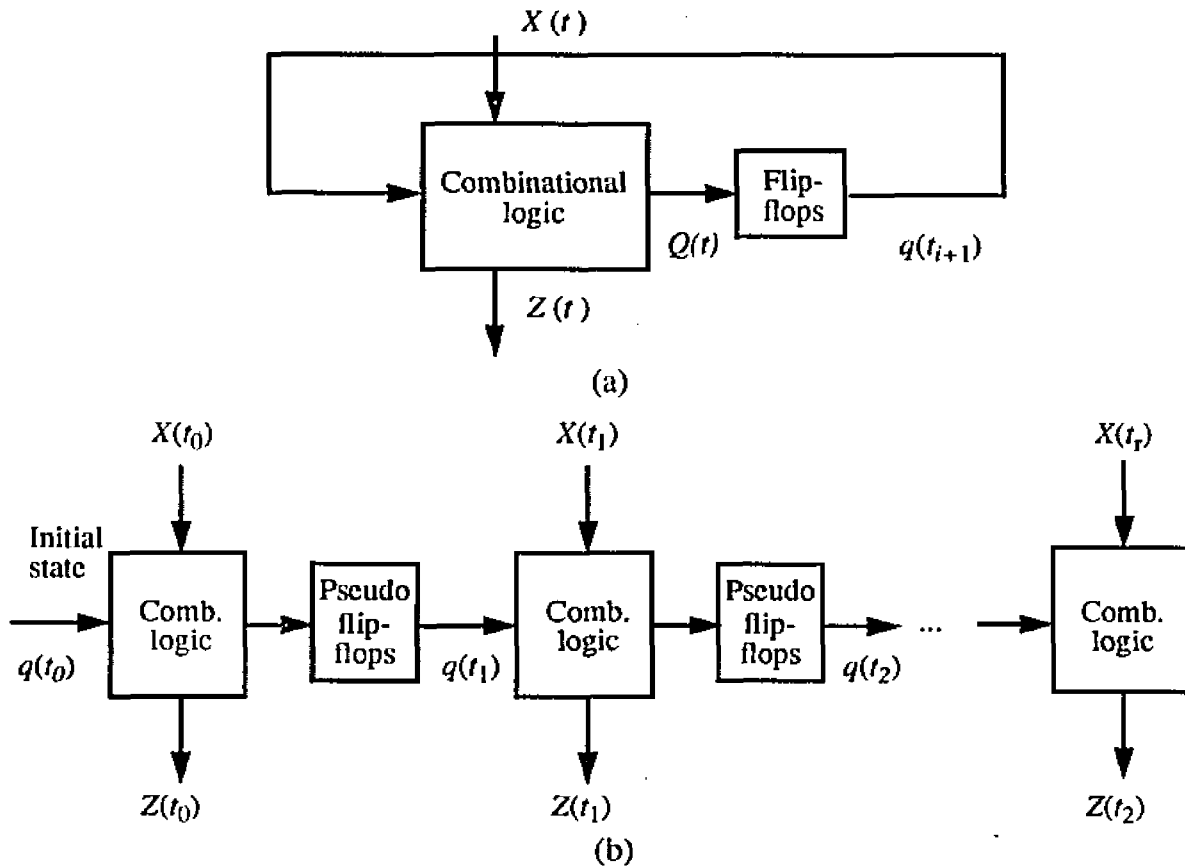 X(t)
Combinational
logic
Flip-
flops
Q(t)
q(t_{i+1})
Z(t)
(a)
X(t_0)
X(t_1)
X(t_r)
Initial
state
Comb.
logic
Pseudo
flip-
flops
Comb.
logic
Pseudo
flip-
flops
...
Comb.
logic
q(t_0)
q(t_1)
q(t_2)
Z(t_0)
Z(t_1)
Z(t_2)
(b)